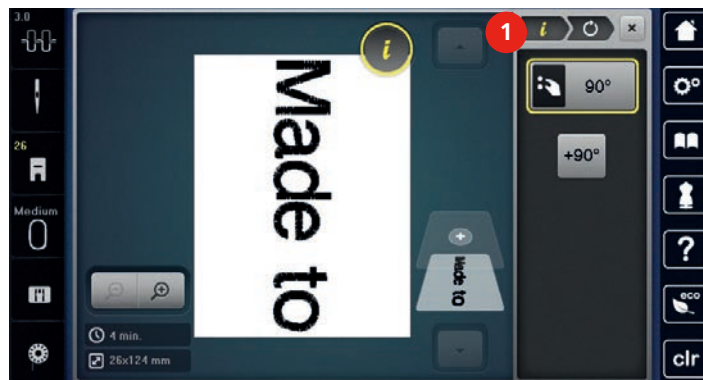 3.0
26
Medium
Made to
i
4 min.
26x124 mm
Made to
1
i
90°
+90°
?
eco
clr